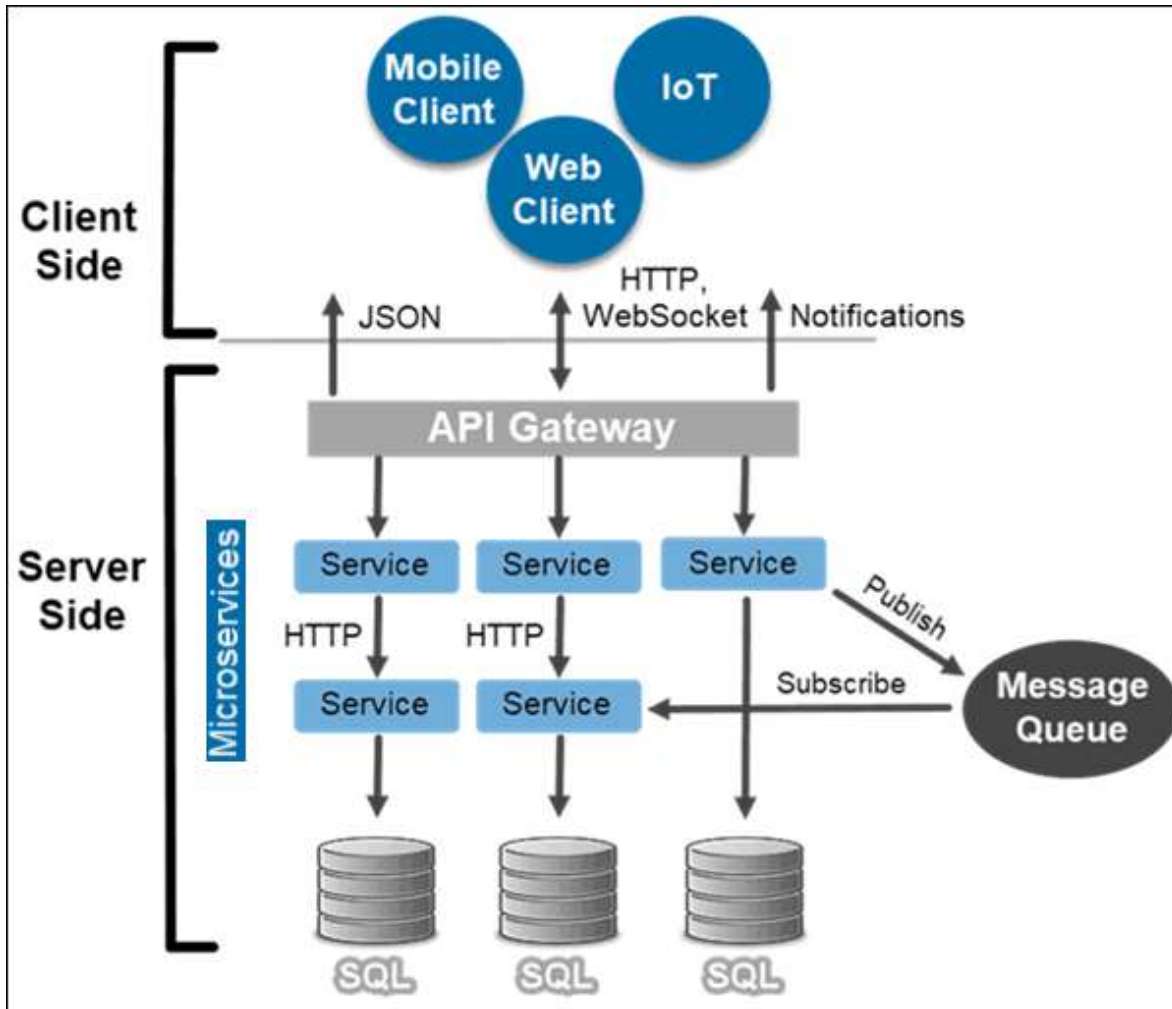 Mobile
Client
IoT
Web
Client
Client
Side
JSON
HTTP,
WebSocket
Notifications
API Gateway
Server
Side
Microservices
Service
Service
Service
Publish
HTTP
HTTP
Subscribe
Message
Queue
Service
Service
SQL
SQL
SQL